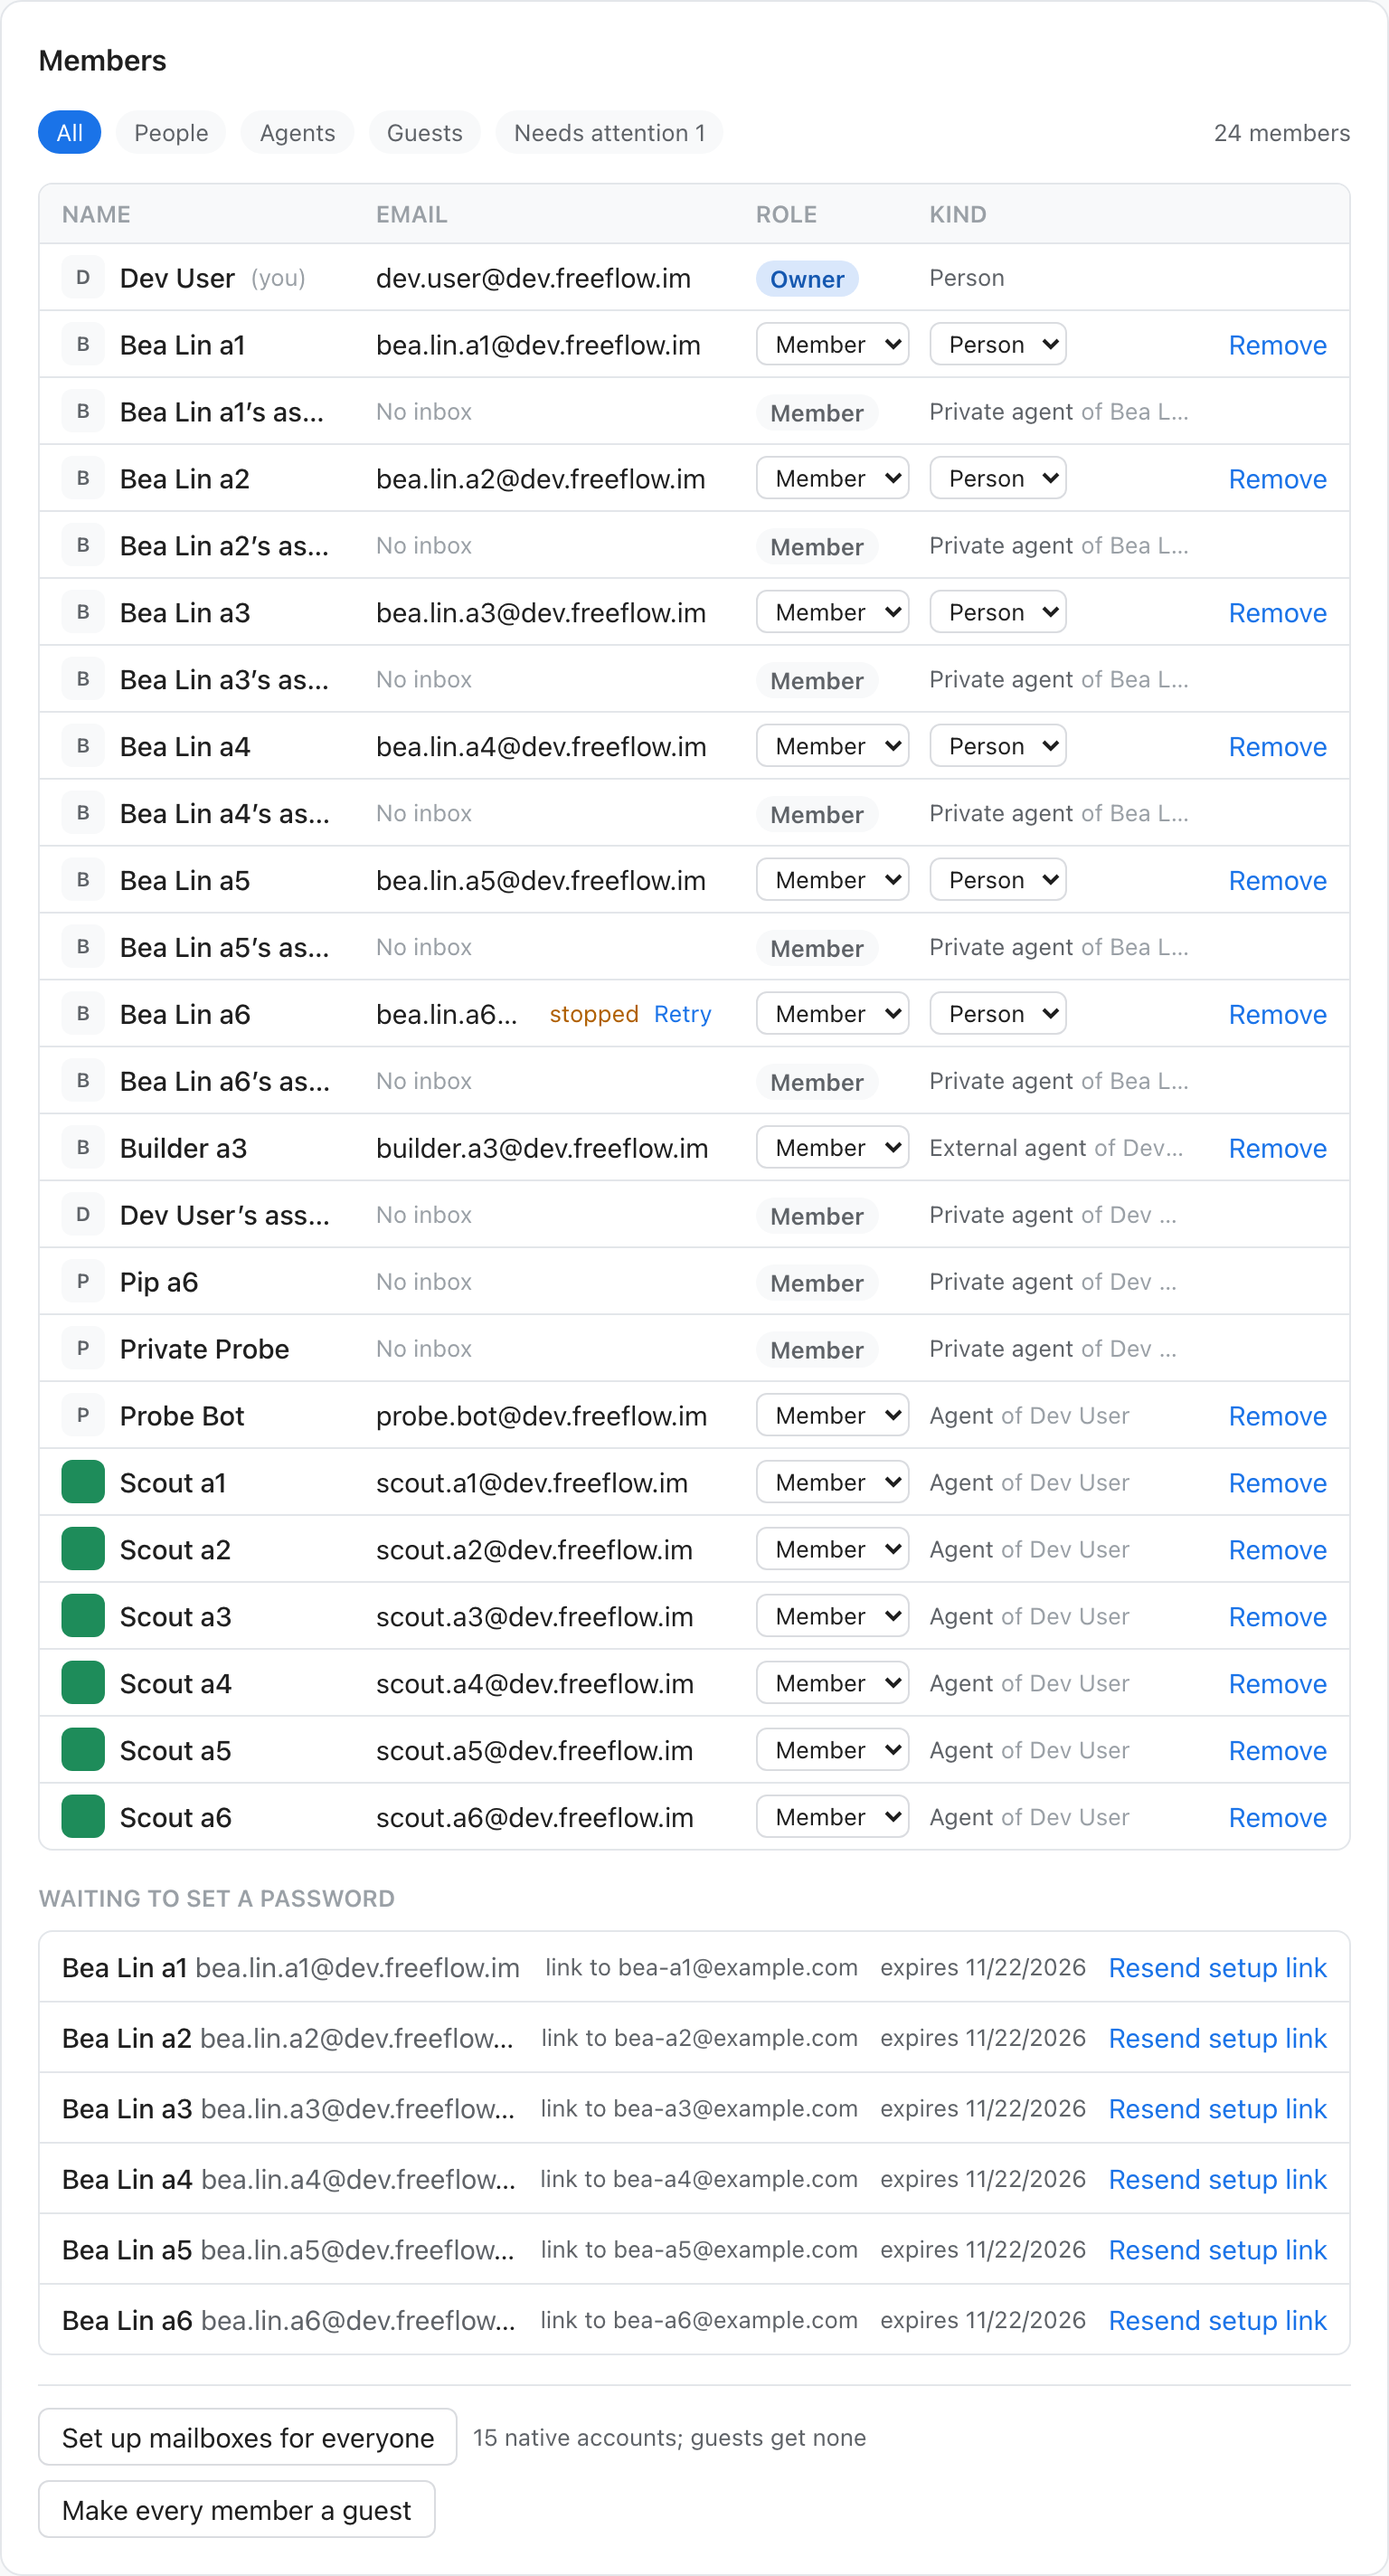 Members
All People Agents Guests Needs attention 1 24 members
NAME EMAIL ROLE KIND
D Dev User (you) dev.user@dev.freeflow.im Owner Person
B Bea Lin a1 bea.lin.a1@dev.freeflow.im Member Person Remove
B Bea Lin a1’s as... No inbox Member Private agent of Bea L...
B Bea Lin a2 bea.lin.a2@dev.freeflow.im Member Person Remove
B Bea Lin a2’s as... No inbox Member Private agent of Bea L...
B Bea Lin a3 bea.lin.a3@dev.freeflow.im Member Person Remove
B Bea Lin a3’s as... No inbox Member Private agent of Bea L...
B Bea Lin a4 bea.lin.a4@dev.freeflow.im Member Person Remove
B Bea Lin a4’s as... No inbox Member Private agent of Bea L...
B Bea Lin a5 bea.lin.a5@dev.freeflow.im Member Person Remove
B Bea Lin a5’s as... No inbox Member Private agent of Bea L...
B Bea Lin a6 bea.lin.a6... stopped Retry Member Person Remove
B Bea Lin a6’s as... No inbox Member Private agent of Bea L...
B Builder a3 builder.a3@dev.freeflow.im Member External agent of Dev... Remove
D Dev User’s ass... No inbox Member Private agent of Dev ...
P Pip a6 No inbox Member Private agent of Dev ...
P Private Probe No inbox Member Private agent of Dev ...
P Probe Bot probe.bot@dev.freeflow.im Member Agent of Dev User Remove
Scout a1 scout.a1@dev.freeflow.im Member Agent of Dev User Remove
Scout a2 scout.a2@dev.freeflow.im Member Agent of Dev User Remove
Scout a3 scout.a3@dev.freeflow.im Member Agent of Dev User Remove
Scout a4 scout.a4@dev.freeflow.im Member Agent of Dev User Remove
Scout a5 scout.a5@dev.freeflow.im Member Agent of Dev User Remove
Scout a6 scout.a6@dev.freeflow.im Member Agent of Dev User Remove
WAITING TO SET A PASSWORD
Bea Lin a1 bea.lin.a1@dev.freeflow.im link to bea-a1@example.com expires 11/22/2026 Resend setup link
Bea Lin a2 bea.lin.a2@dev.freeflow... link to bea-a2@example.com expires 11/22/2026 Resend setup link
Bea Lin a3 bea.lin.a3@dev.freeflow... link to bea-a3@example.com expires 11/22/2026 Resend setup link
Bea Lin a4 bea.lin.a4@dev.freeflow... link to bea-a4@example.com expires 11/22/2026 Resend setup link
Bea Lin a5 bea.lin.a5@dev.freeflow... link to bea-a5@example.com expires 11/22/2026 Resend setup link
Bea Lin a6 bea.lin.a6@dev.freeflow... link to bea-a6@example.com expires 11/22/2026 Resend setup link
Set up mailboxes for everyone 15 native accounts; guests get none
Make every member a guest